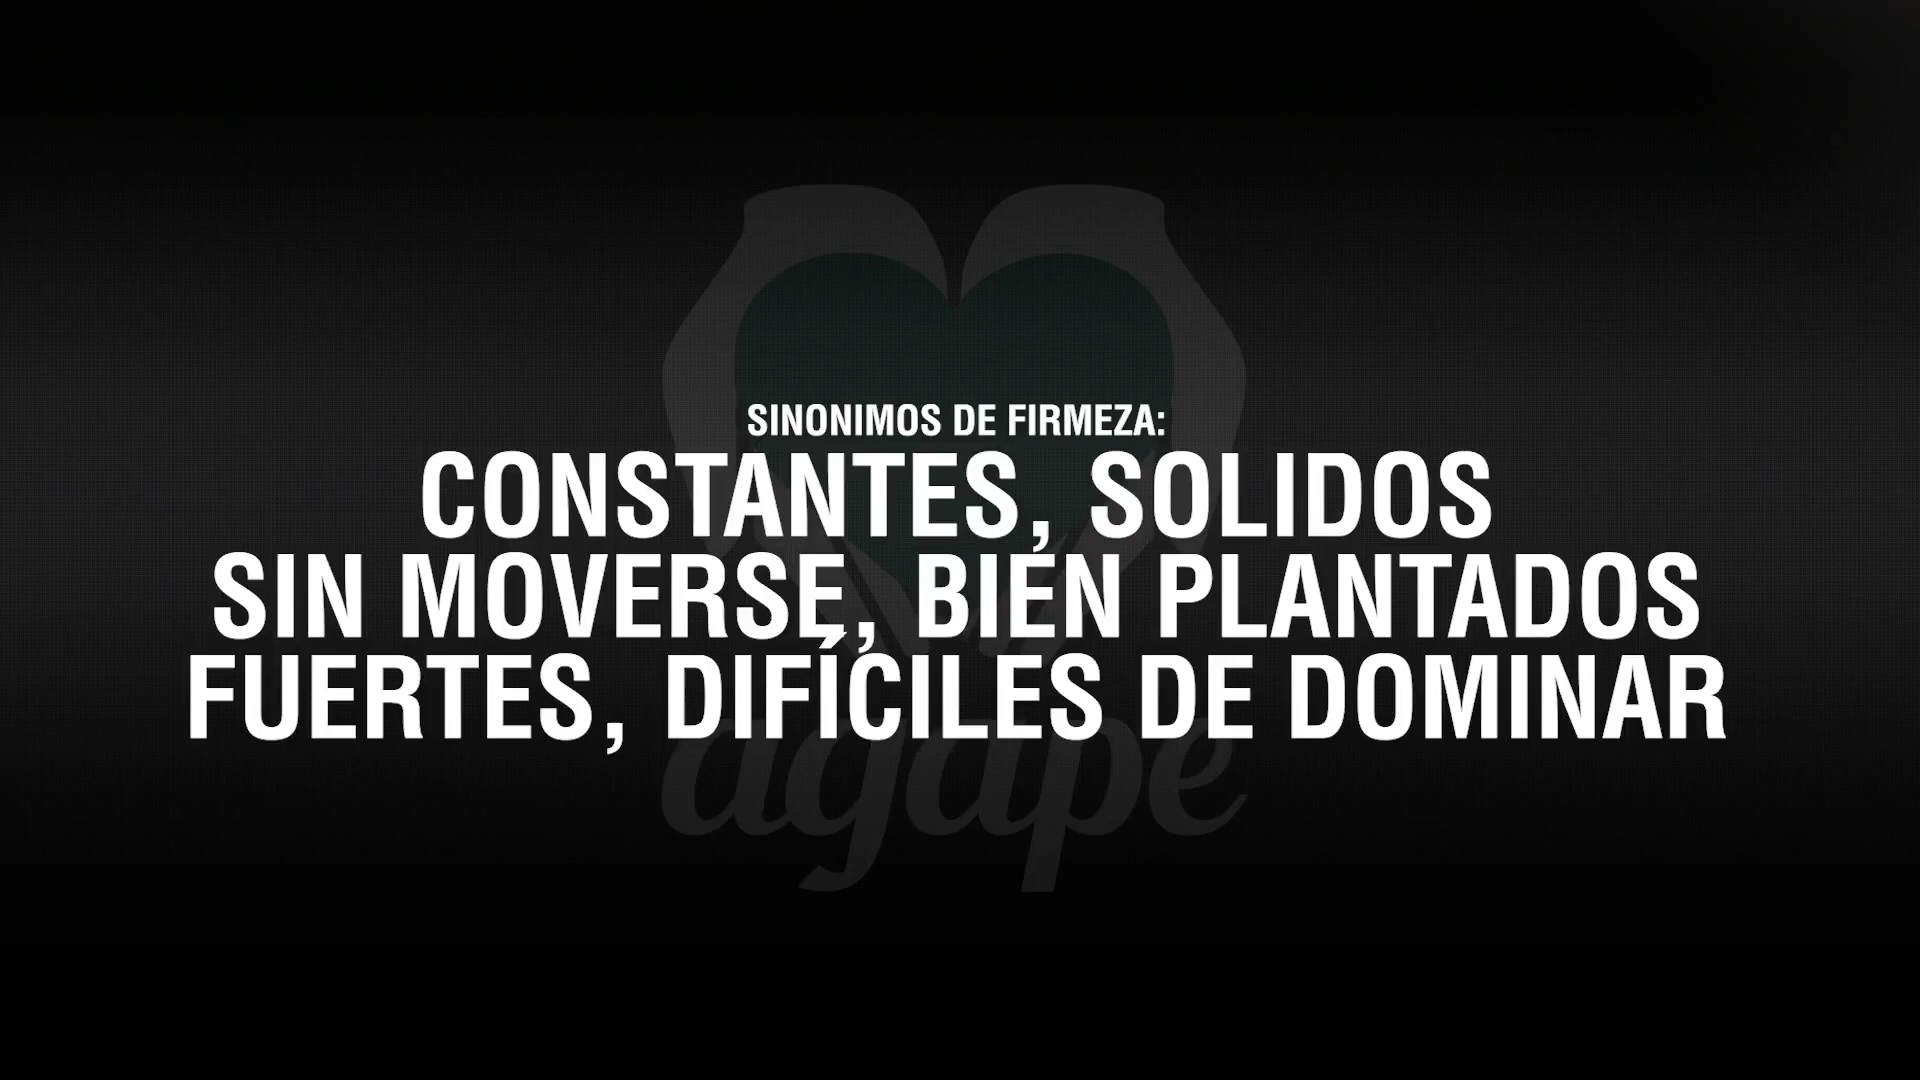 SINONIMOS DE FIRMEZA:
CONSTANTES, SOLIDOS
SIN MOVERSE, BIEN PLANTADOS
FUERTES, DIFÍCILES DE DOMINAR
agape